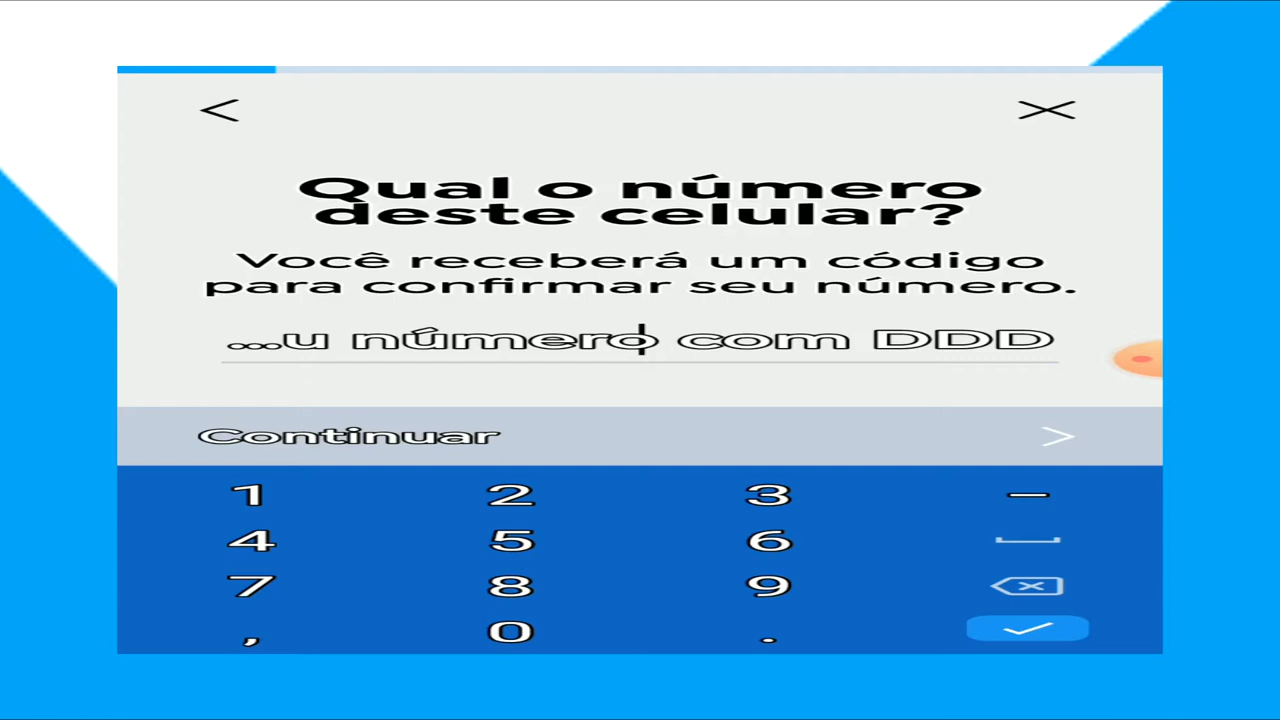 Qual o número
deste celular?
Você receberá um código
para confirmar seu número.
...u número com DDD
Continuar
1 2 3 –
4 5 6
7 8 9
, 0 .